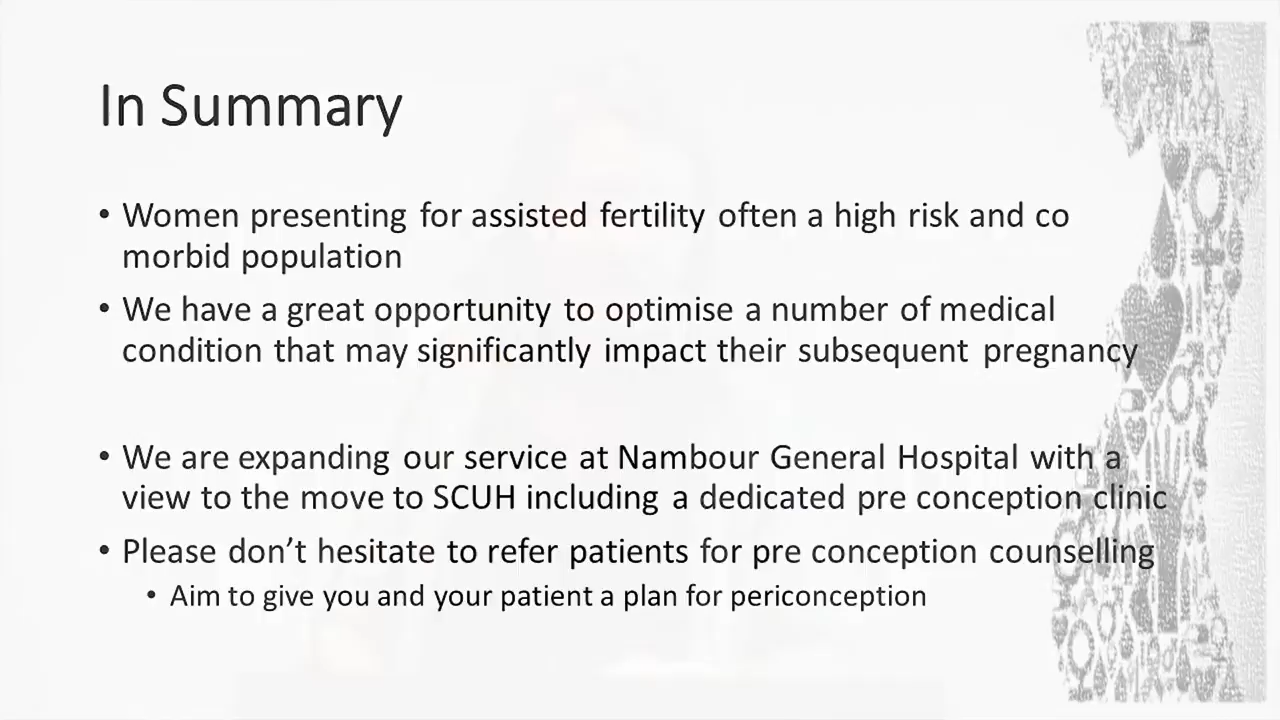 In Summary
• Women presenting for assisted fertility often a high risk and co
morbid population
• We have a great opportunity to optimise a number of medical
condition that may significantly impact their subsequent pregnancy
• We are expanding our service at Nambour General Hospital with a
view to the move to SCUH including a dedicated pre conception clinic
• Please don’t hesitate to refer patients for pre conception counselling
• Aim to give you and your patient a plan for periconception